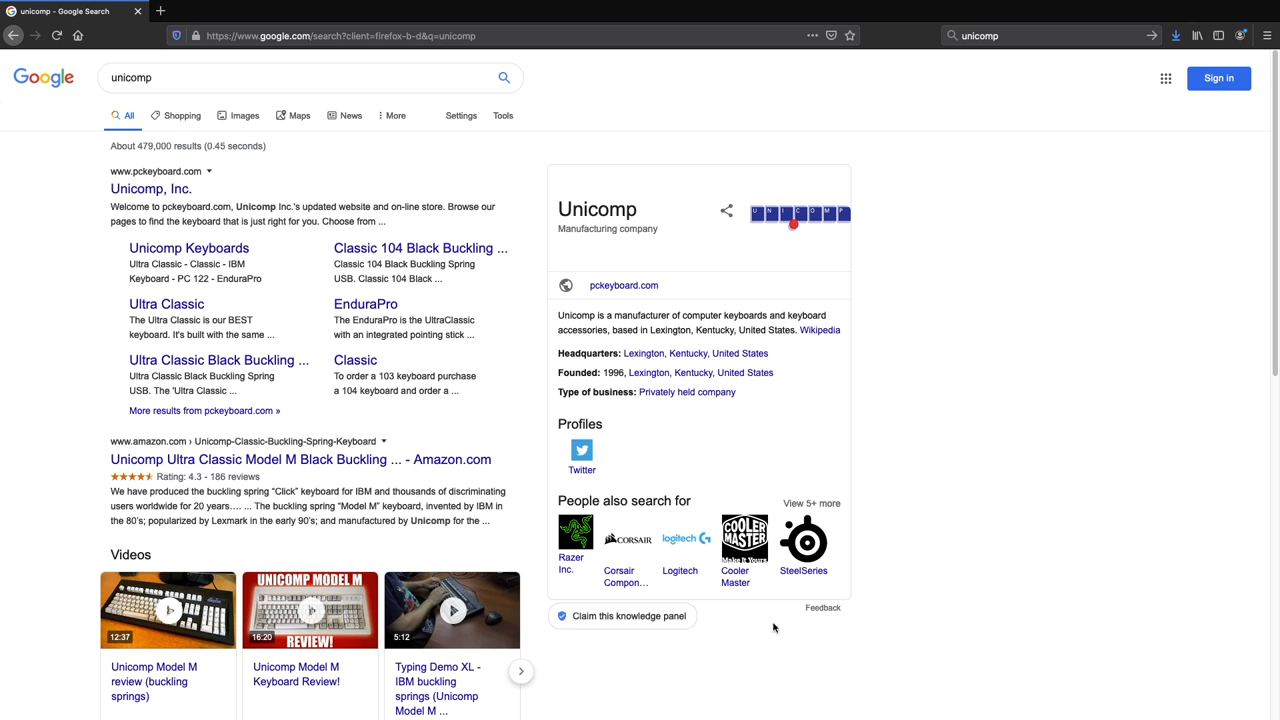 unicomp - Google Search
https://www.google.com/search?client=firefox-b-d&q=unicomp
unicomp
Google
unicomp
Sign in
All Shopping Images Maps News More Settings Tools
About 479,000 results (0.45 seconds)
www.pckeyboard.com
Unicomp, Inc.
Welcome to pckeyboard.com, Unicomp Inc.'s updated website and on-line store. Browse our
pages to find the keyboard that is just right for you. Choose from ...
Unicomp Keyboards
Ultra Classic - Classic - IBM
Keyboard - PC 122 - EnduraPro
Classic 104 Black Buckling ...
Classic 104 Black Buckling Spring
USB. Classic 104 Black ...
Ultra Classic
The Ultra Classic is our BEST
keyboard. It's built with the same ...
EnduraPro
The EnduraPro is the UltraClassic
with an integrated pointing stick ...
Ultra Classic Black Buckling ...
Ultra Classic Black Buckling Spring
USB. The 'Ultra Classic ...
Classic
To order a 103 keyboard purchase
a 104 keyboard and order a ...
More results from pckeyboard.com »
www.amazon.com › Unicomp-Classic-Buckling-Spring-Keyboard
Unicomp Ultra Classic Model M Black Buckling ... - Amazon.com
Rating: 4.3 - 186 reviews
We have produced the buckling spring "Click" keyboard for IBM and thousands of discriminating
users worldwide for 20 years.... ... The buckling spring "Model M" keyboard, invented by IBM in
the 80's; popularized by Lexmark in the early 90's; and manufactured by Unicomp for the ...
Videos
12:37
UNICOMP MODEL M
REVIEW!
16:20
5:12
Unicomp Model M
review (buckling
springs)
Unicomp Model M
Keyboard Review!
Typing Demo XL -
IBM buckling
springs (Unicomp
Model M ...
Unicomp
Manufacturing company
UNICOMP
pckeyboard.com
Unicomp is a manufacturer of computer keyboards and keyboard
accessories, based in Lexington, Kentucky, United States. Wikipedia
Headquarters: Lexington, Kentucky, United States
Founded: 1996, Lexington, Kentucky, United States
Type of business: Privately held company
Profiles
Twitter
People also search for
View 5+ more
CORSAIR
logitech
COOLER
MASTER
Make It Yours.
Razer
Inc.
Corsair
Compon...
Logitech
Cooler
Master
SteelSeries
Feedback
Claim this knowledge panel